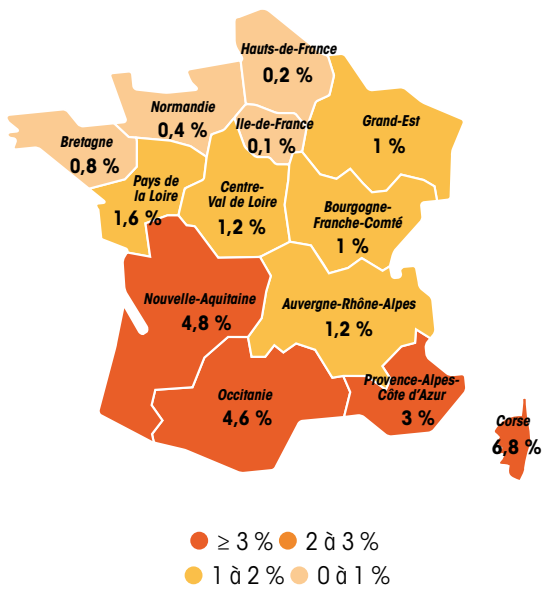 Hauts-de-France
0,2 %
Normandie
0,4 %
Ile-de-France
0,1 %
Grand-Est
1 %
Bretagne
0,8 %
Pays de
la Loire
1,6 %
Centre-
Val de Loire
1,2 %
Bourgogne-
Franche-Comté
1 %
Nouvelle-Aquitaine
4,8 %
Auvergne-Rhône-Alpes
1,2 %
Occitanie
4,6 %
Provence-Alpes-
Côte d'Azur
3 %
Corse
6,8 %
≥ 3 % 2 à 3 %
1 à 2 % 0 à 1 %